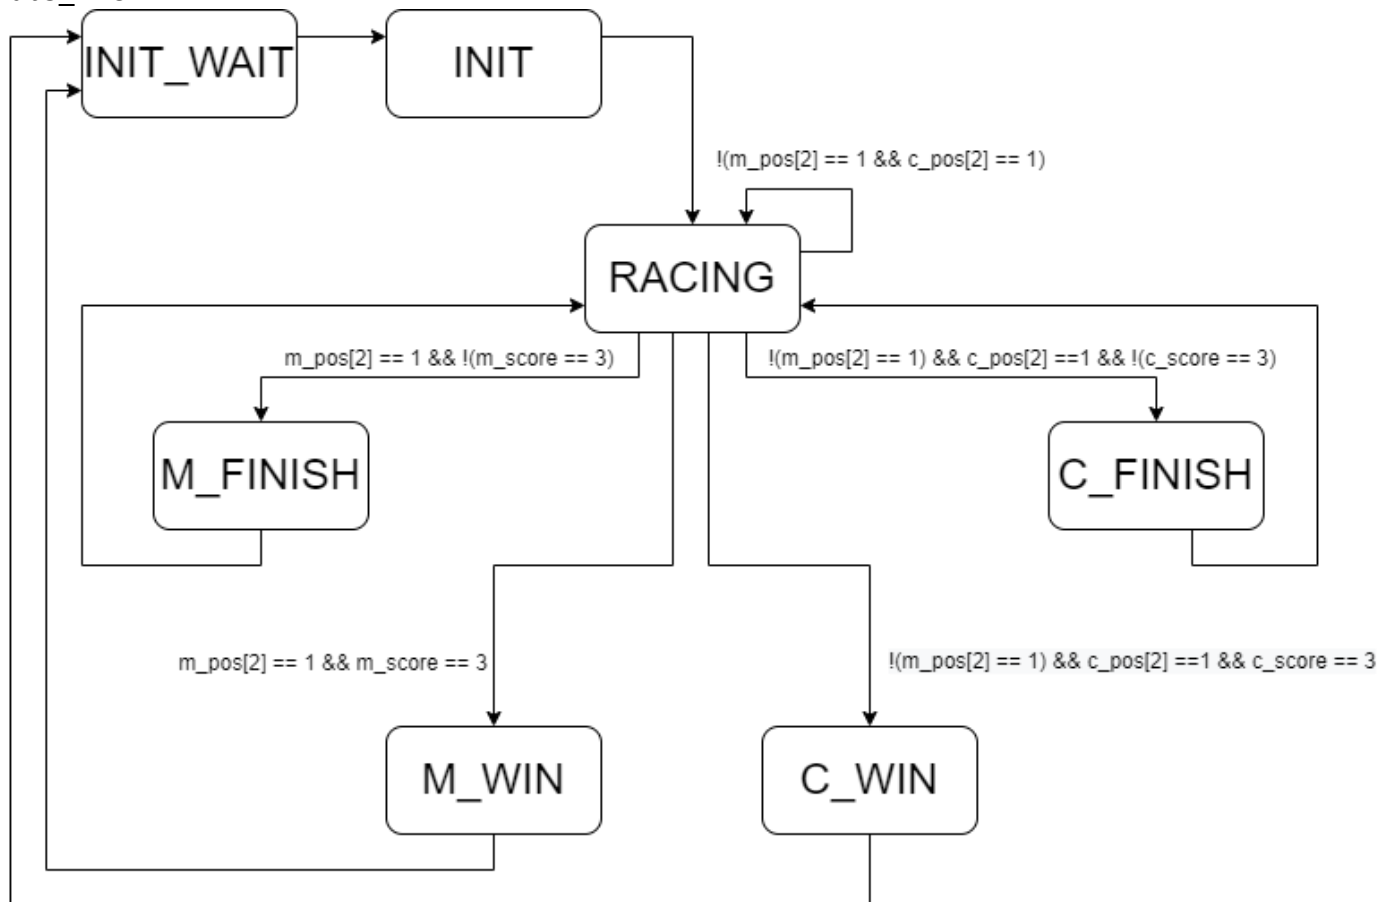 INIT_WAIT
INIT
!(m_pos[2] == 1 && c_pos[2] == 1)
RACING
m_pos[2] == 1 && !(m_score == 3)
!(m_pos[2] == 1) && c_pos[2] ==1 && !(c_score == 3)
M_FINISH
C_FINISH
m_pos[2] == 1 && m_score == 3
!(m_pos[2] == 1) && c_pos[2] ==1 && c_score == 3
M_WIN
C_WIN